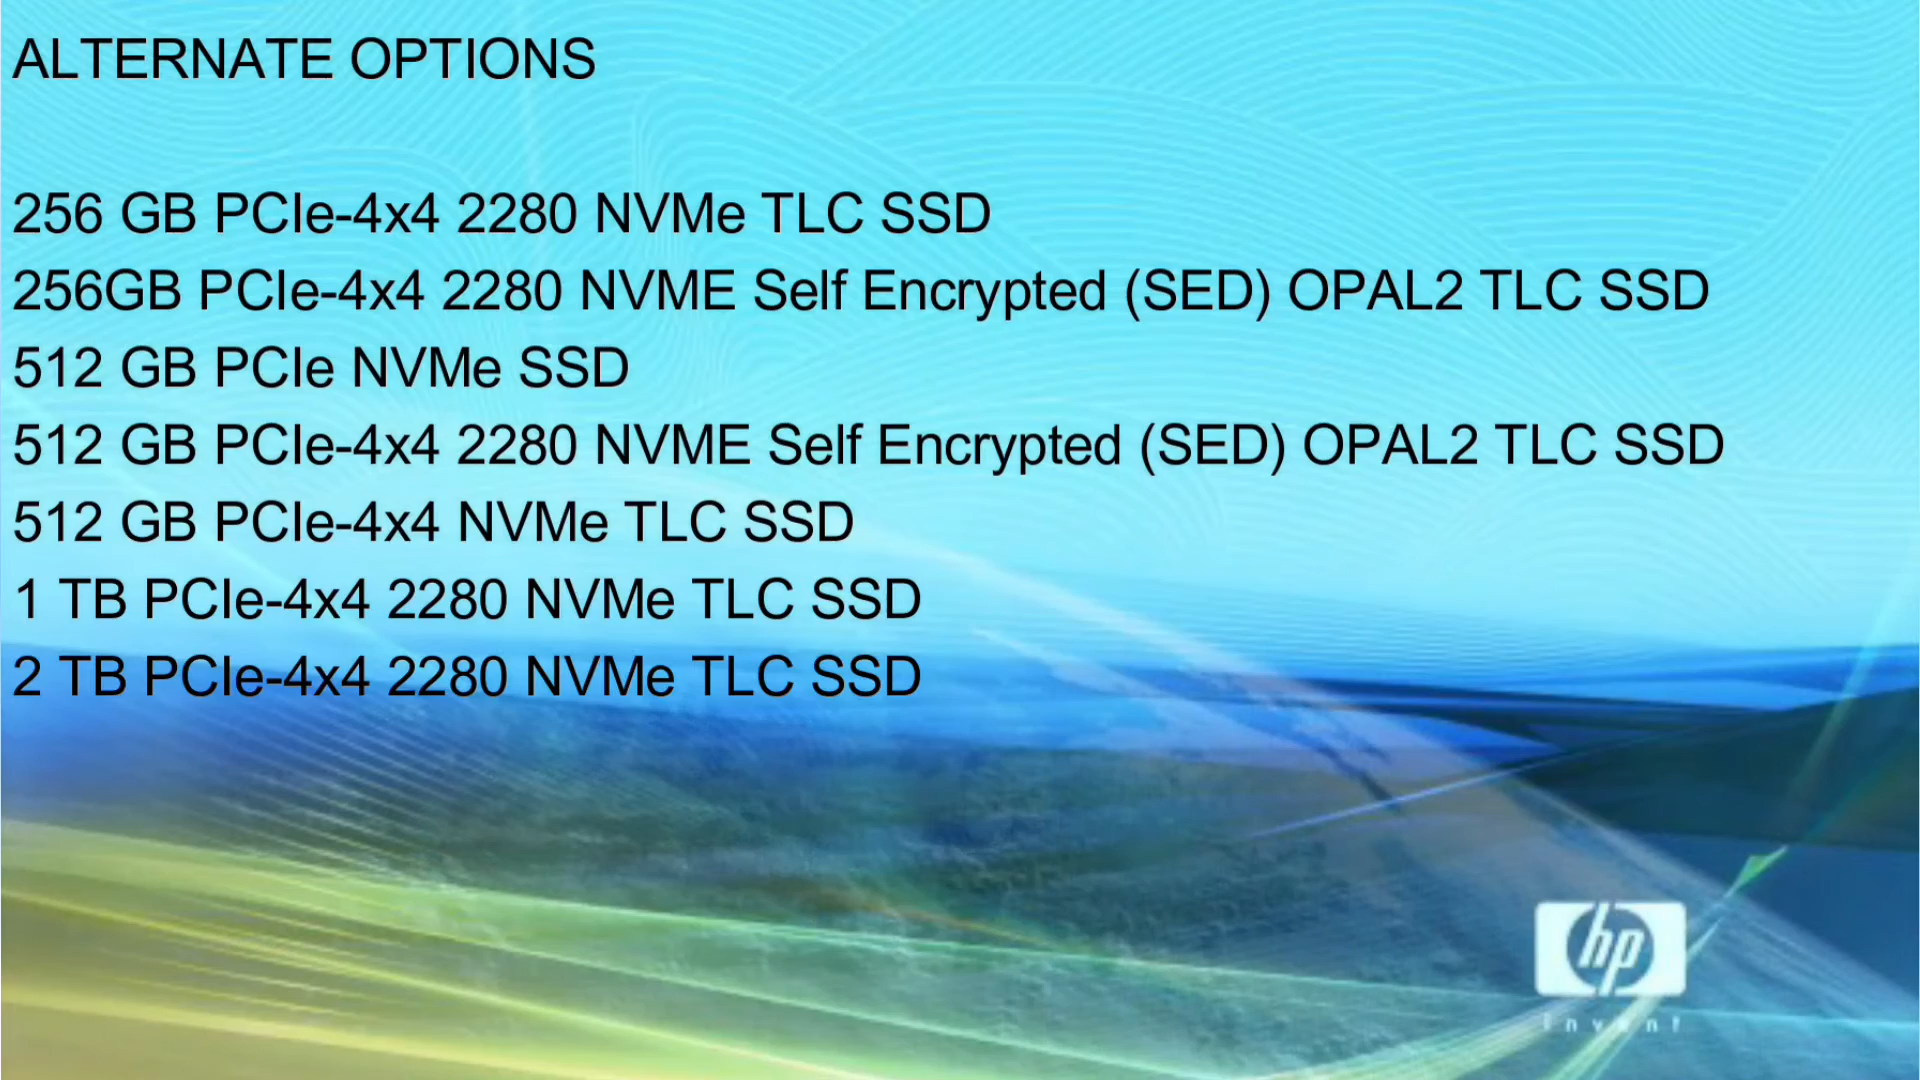 ALTERNATE OPTIONS
256 GB PCIe-4x4 2280 NVMe TLC SSD
256GB PCIe-4x4 2280 NVME Self Encrypted (SED) OPAL2 TLC SSD
512 GB PCIe NVMe SSD
512 GB PCIe-4x4 2280 NVME Self Encrypted (SED) OPAL2 TLC SSD
512 GB PCIe-4x4 NVMe TLC SSD
1 TB PCIe-4x4 2280 NVMe TLC SSD
2 TB PCIe-4x4 2280 NVMe TLC SSD
hp
invent